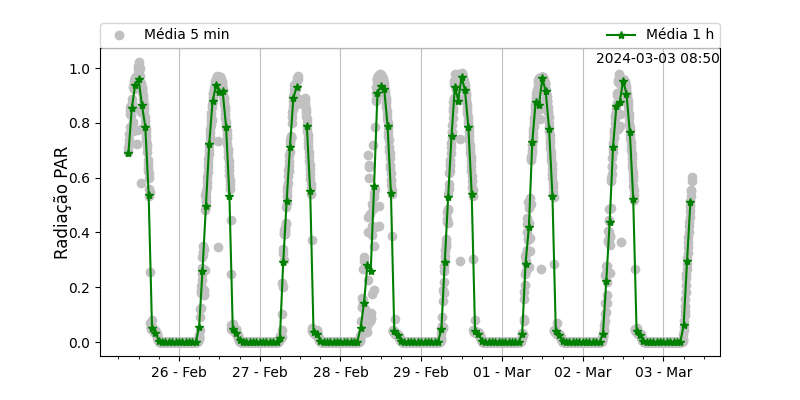 Média 5 min Média 1 h
2024-03-03 08:50
Radiação PAR
1.0
0.8
0.6
0.4
0.2
0.0
26 - Feb 27 - Feb 28 - Feb 29 - Feb 01 - Mar 02 - Mar 03 - Mar